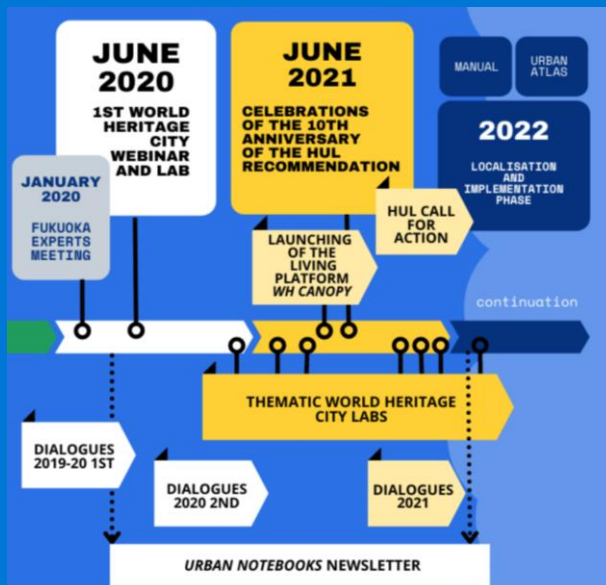 JUNE
2020
1ST WORLD
HERITAGE
CITY
WEBINAR
AND LAB
JUNE
2021
CELEBRATIONS
OF THE 10TH
ANNIVERSARY
OF THE HUL
RECOMMENDATION
MANUAL
URBAN
ATLAS
2022
LOCALISATION
AND
IMPLEMENTATION
PHASE
JANUARY
2020
FUKUOKA
EXPERTS
MEETING
HUL CALL
FOR
ACTION
LAUNCHING
OF THE
LIVING
PLATFORM
WH CANOPY
continuation
THEMATIC WORLD HERITAGE
CITY LABS
DIALOGUES
2019-20 1ST
DIALOGUES
2020 2ND
DIALOGUES
2021
URBAN NOTEBOOKS NEWSLETTER